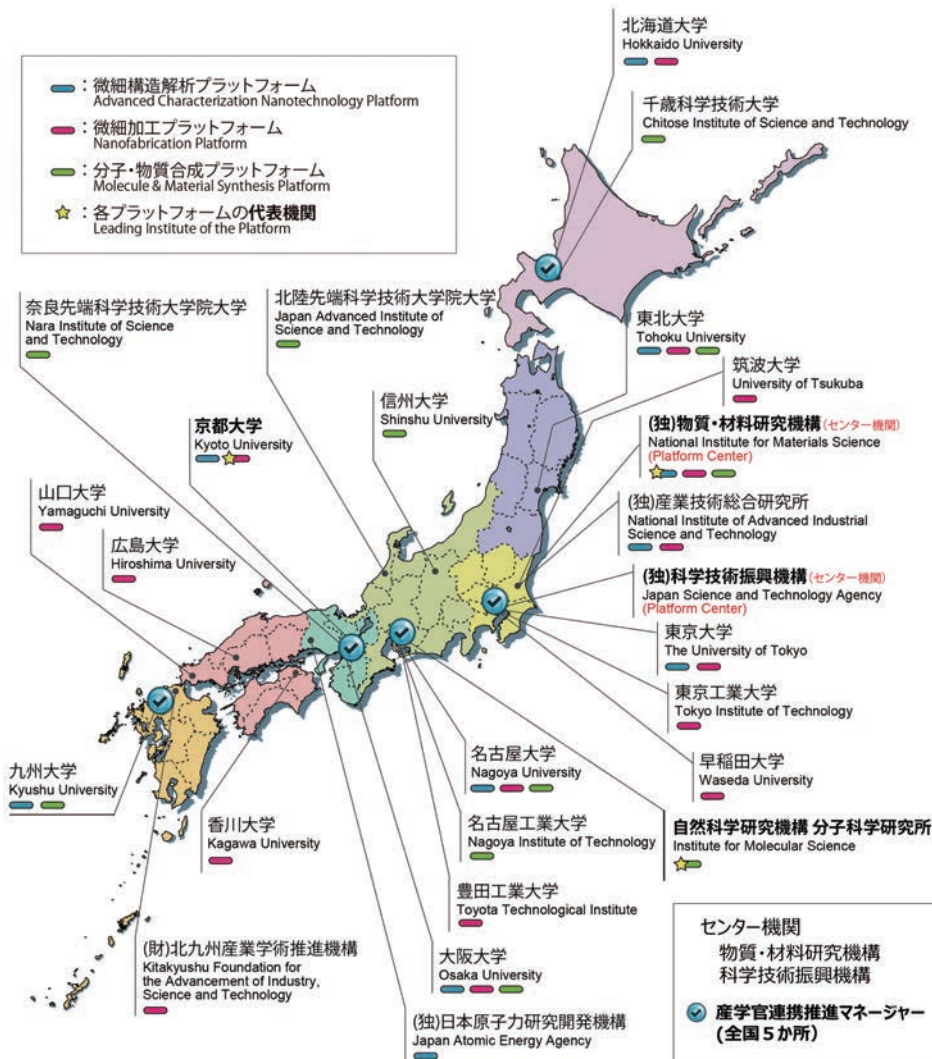 北海道大学
Hokkaido University
千歳科学技術大学
Chitose Institute of Science and Technology
：微細構造解析プラットフォーム
Advanced Characterization Nanotechnology Platform
：微細加工プラットフォーム
Nanofabrication Platform
：分子・物質合成プラットフォーム
Molecule & Material Synthesis Platform
：各プラットフォームの代表機関
Leading Institute of the Platform
奈良先端科学技術大学院大学
Nara Institute of Science
and Technology
北陸先端科学技術大学院大学
Japan Advanced Institute of
Science and Technology
東北大学
Tohoku University
筑波大学
University of Tsukuba
信州大学
Shinshu University
京都大学
Kyoto University
(独)物質・材料研究機構(センター機関)
National Institute for Materials Science
(Platform Center)
山口大学
Yamaguchi University
(独)産業技術総合研究所
National Institute of Advanced Industrial
Science and Technology
広島大学
Hiroshima University
(独)科学技術振興機構(センター機関)
Japan Science and Technology Agency
(Platform Center)
東京大学
The University of Tokyo
東京工業大学
Tokyo Institute of Technology
早稲田大学
Waseda University
九州大学
Kyushu University
名古屋大学
Nagoya University
香川大学
Kagawa University
名古屋工業大学
Nagoya Institute of Technology
自然科学研究機構 分子科学研究所
Institute for Molecular Science
豊田工業大学
Toyota Technological Institute
(財)北九州産業学術推進機構
Kitakyushu Foundation for
the Advancement of Industry,
Science and Technology
大阪大学
Osaka University
(独)日本原子力研究開発機構
Japan Atomic Energy Agency
センター機関
物質・材料研究機構
科学技術振興機構
産学官連携推進マネージャー
(全国５か所)